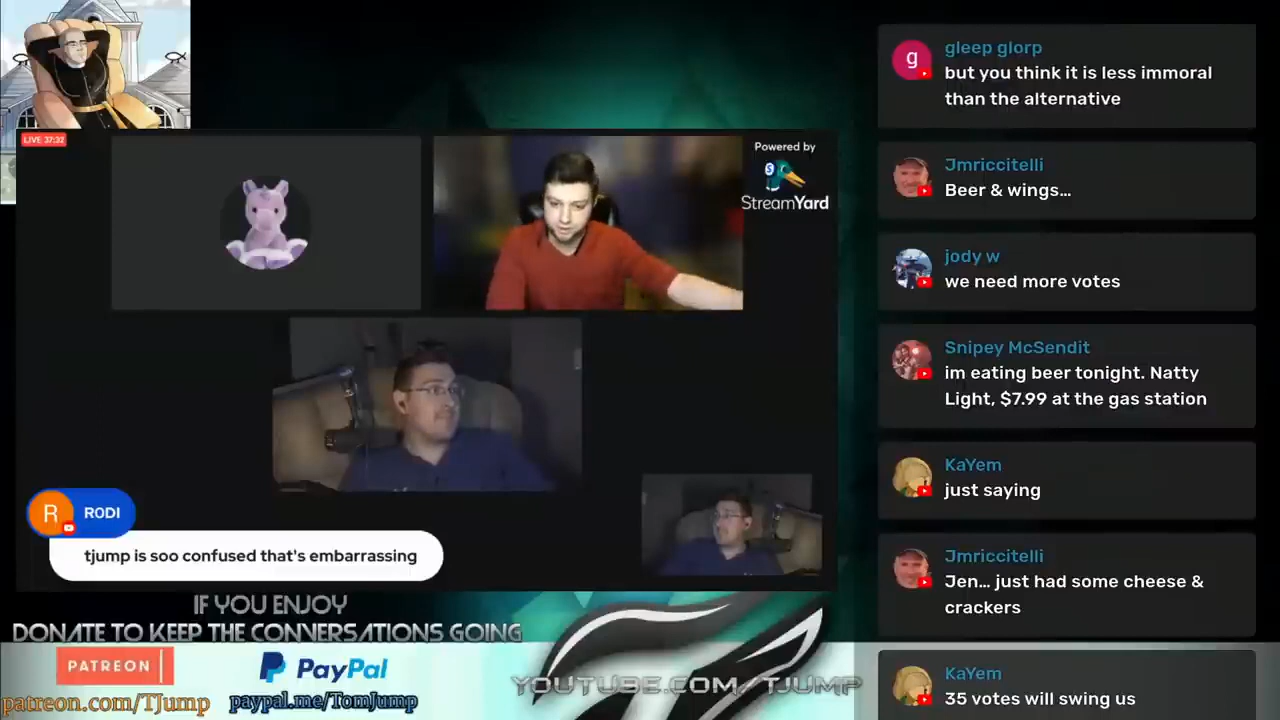 LIVE 37:32
Powered by
StreamYard
R
RODI
tjump is soo confused that's embarrassing
IF YOU ENJOY
DONATE TO KEEP THE CONVERSATIONS GOING
PATREON
PayPal
patreon.com/TJump
paypal.me/TomJump
YOUTUBE.COM/TJUMP
g
gleep glorp
but you think it is less immoral
than the alternative
Jmriccitelli
Beer & wings…
jody w
we need more votes
Snipey McSendit
im eating beer tonight. Natty
Light, $7.99 at the gas station
KaYem
just saying
Jmriccitelli
Jen… just had some cheese &
crackers
KaYem
35 votes will swing us